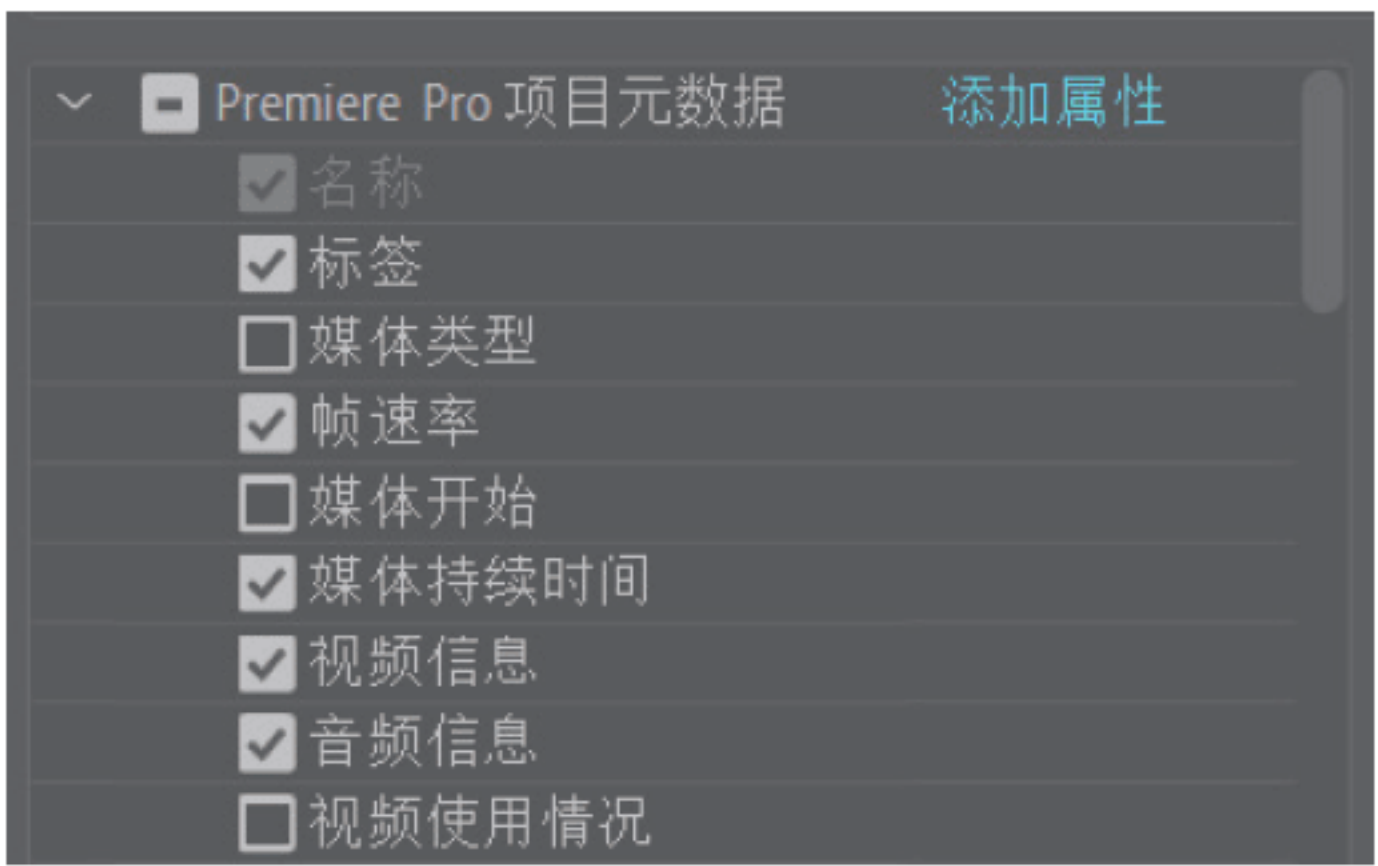 Premiere Pro 项目元数据 添加属性
名称
标签
媒体类型
帧速率
媒体开始
媒体持续时间
视频信息
音频信息
视频使用情况